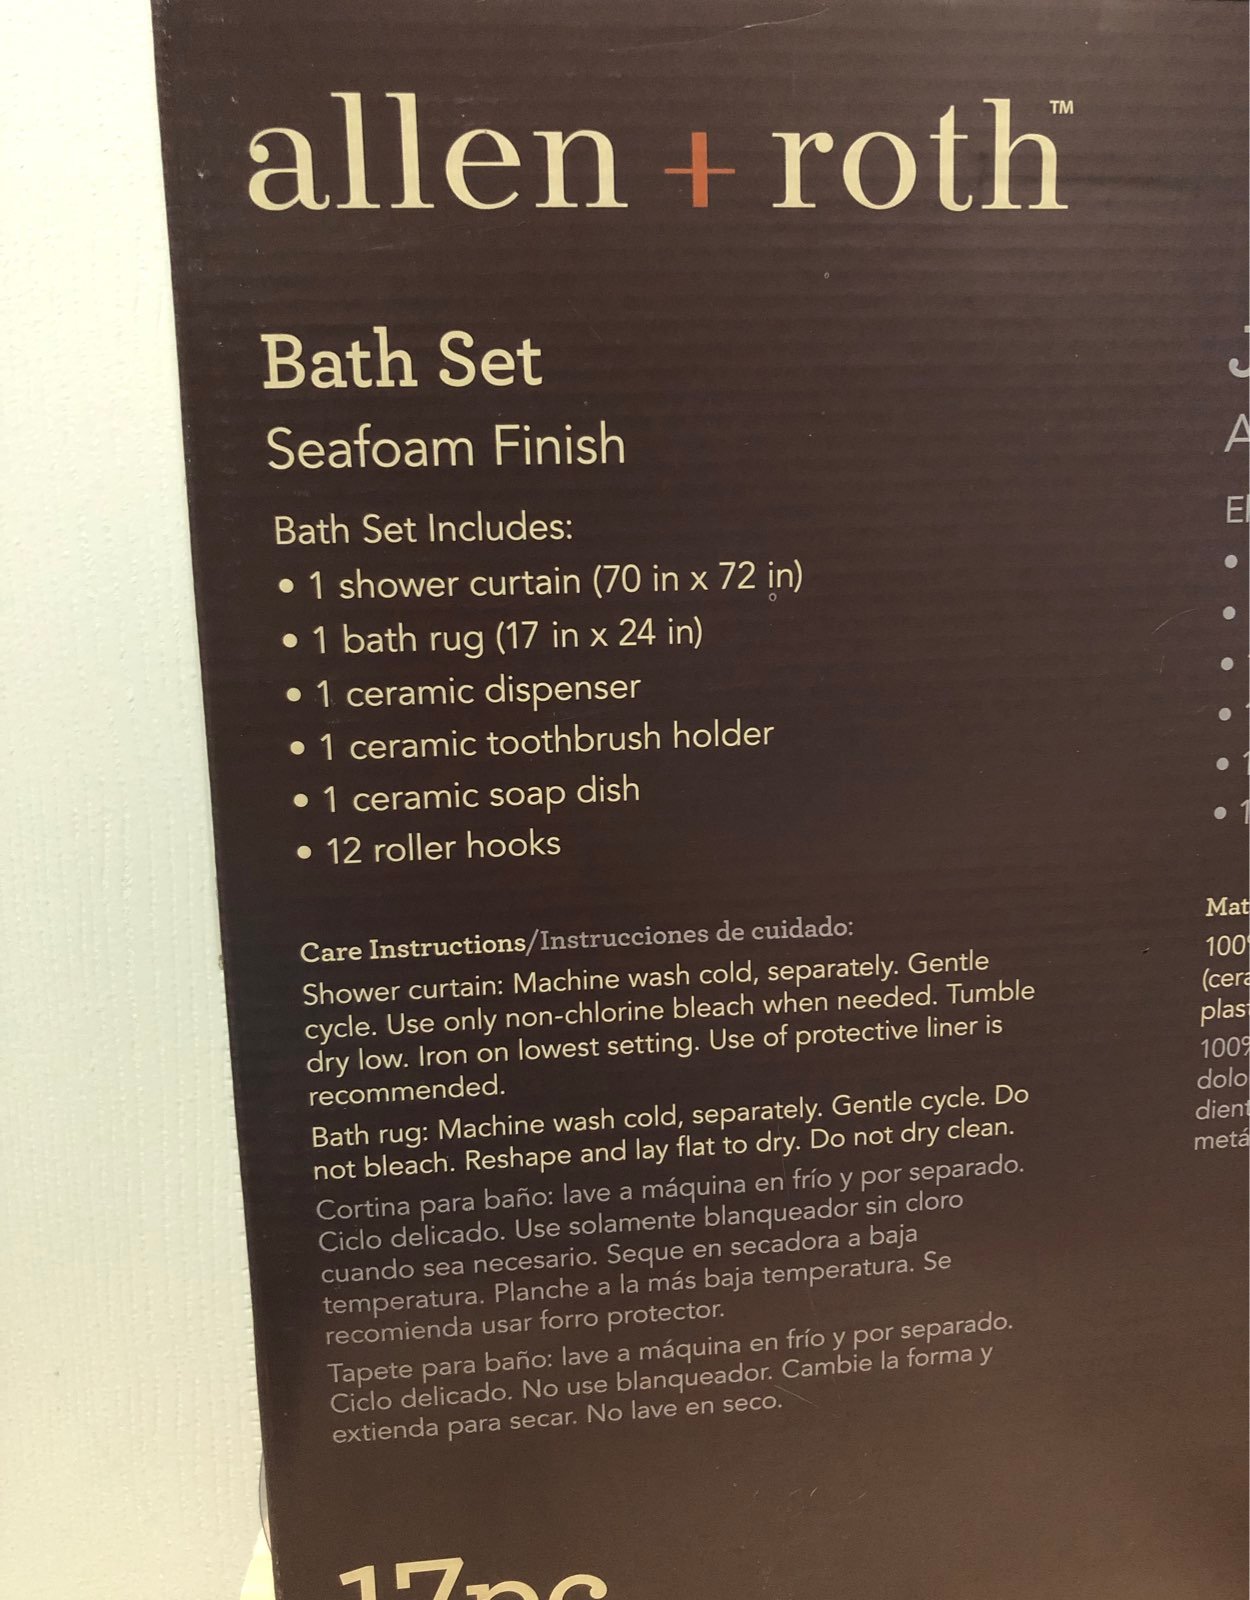 allen + roth™
Bath Set
Seafoam Finish
Bath Set Includes:
• 1 shower curtain (70 in x 72 in)
• 1 bath rug (17 in x 24 in)
• 1 ceramic dispenser
• 1 ceramic toothbrush holder
• 1 ceramic soap dish
• 12 roller hooks
Care Instructions/Instrucciones de cuidado:
Shower curtain: Machine wash cold, separately. Gentle
cycle. Use only non-chlorine bleach when needed. Tumble
dry low. Iron on lowest setting. Use of protective liner is
recommended.
Bath rug: Machine wash cold, separately. Gentle cycle. Do
not bleach. Reshape and lay flat to dry. Do not dry clean.
Cortina para baño: lave a máquina en frío y por separado.
Ciclo delicado. Use solamente blanqueador sin cloro
cuando sea necesario. Seque en secadora a baja
temperatura. Planche a la más baja temperatura. Se
recomienda usar forro protector.
Tapete para baño: lave a máquina en frío y por separado.
Ciclo delicado. No use blanqueador. Cambie la forma y
extienda para secar. No lave en seco.
17pc